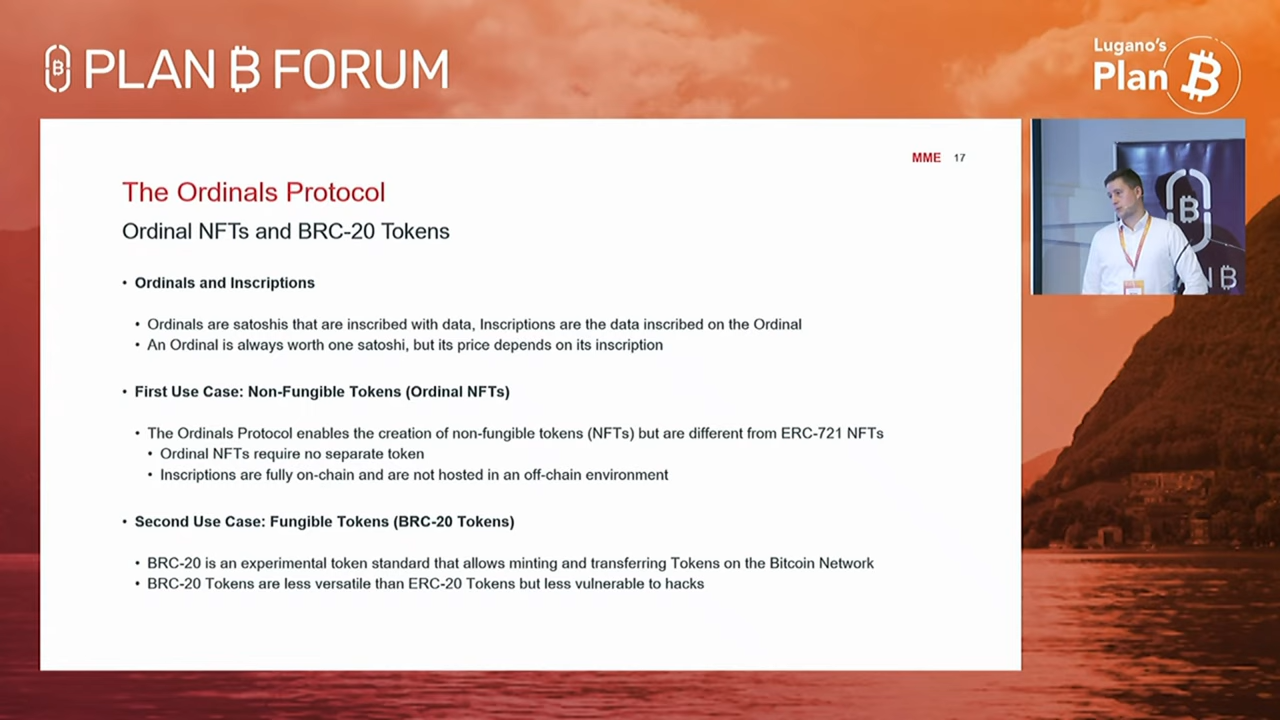 PLAN ₿ FORUM
Lugano's
Plan ₿
MME 17
The Ordinals Protocol
Ordinal NFTs and BRC-20 Tokens
• Ordinals and Inscriptions
• Ordinals are satoshis that are inscribed with data, Inscriptions are the data inscribed on the Ordinal
• An Ordinal is always worth one satoshi, but its price depends on its inscription
• First Use Case: Non-Fungible Tokens (Ordinal NFTs)
• The Ordinals Protocol enables the creation of non-fungible tokens (NFTs) but are different from ERC-721 NFTs
• Ordinal NFTs require no separate token
• Inscriptions are fully on-chain and are not hosted in an off-chain environment
• Second Use Case: Fungible Tokens (BRC-20 Tokens)
• BRC-20 is an experimental token standard that allows minting and transferring Tokens on the Bitcoin Network
• BRC-20 Tokens are less versatile than ERC-20 Tokens but less vulnerable to hacks